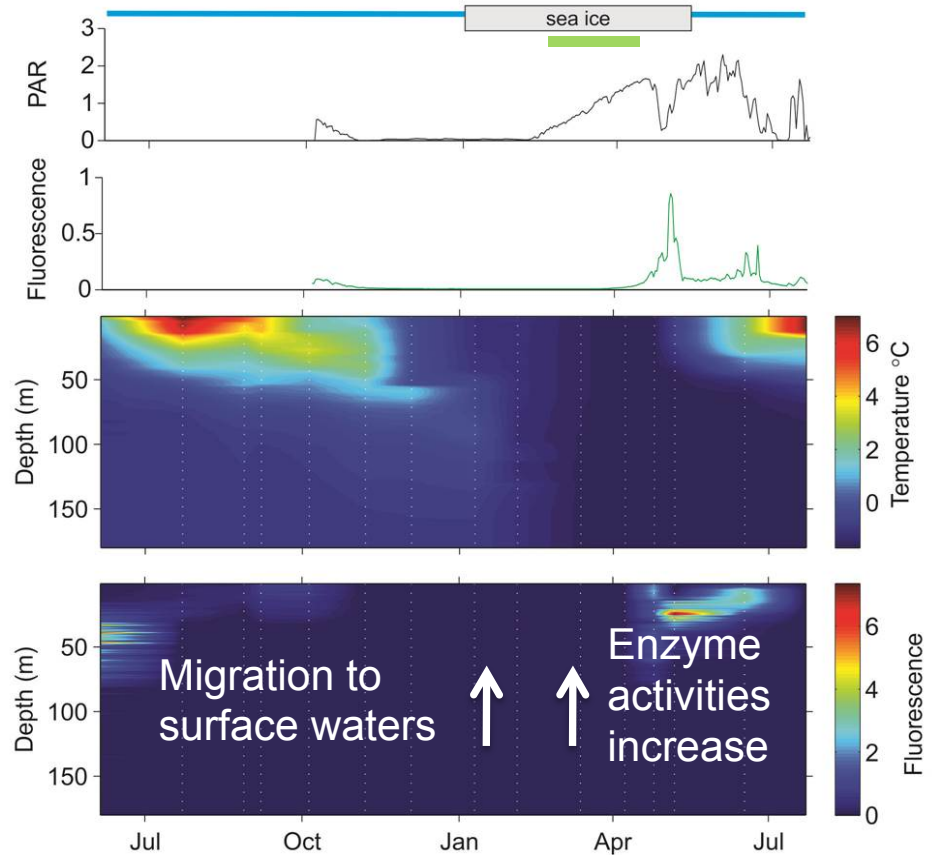 sea ice
3
2
1
0
PAR
1
0.5
0
Fluorescence
50
100
150
Depth (m)
6
4
2
0
Temperature °C
50
100
150
Depth (m)
Migration to
surface waters
Enzyme
activities
increase
6
4
2
0
Fluorescence
Jul
Oct
Jan
Apr
Jul